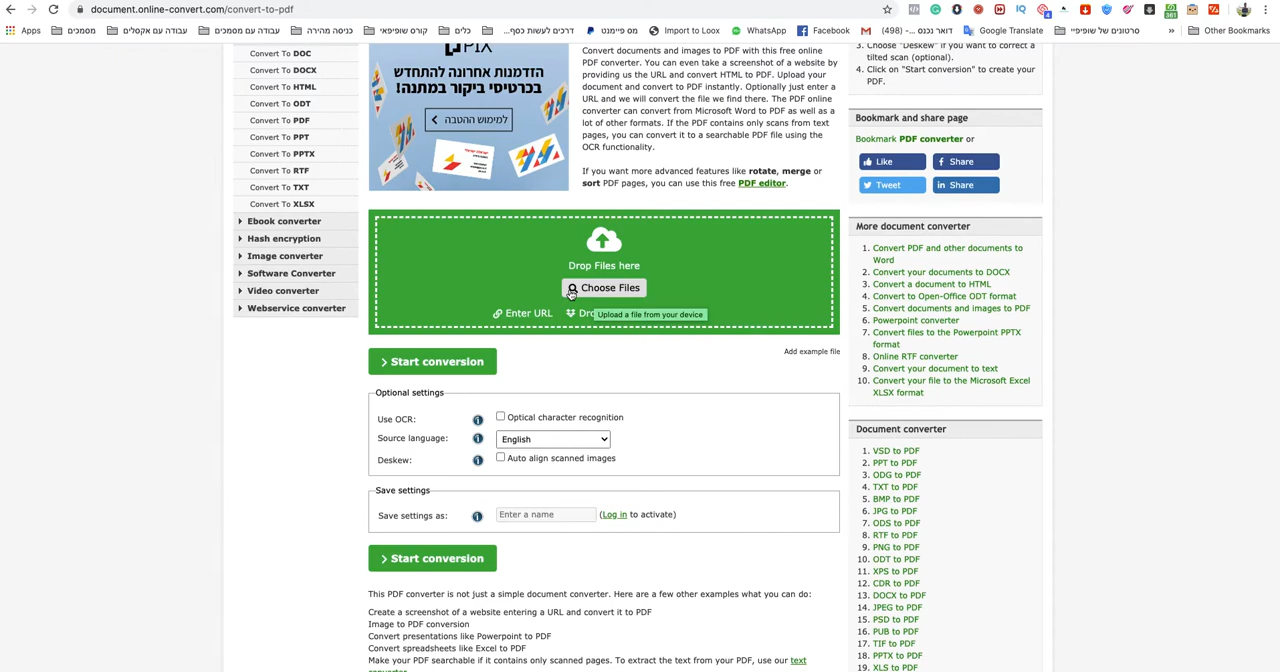 document.online-convert.com/convert-to-pdf
Apps
מסמכים
עבודה עם אקסלים
עבודה עם מסמכים
כניסה מהירה
קורס שופיפאי
כלים
דרכים לעשות כסף...
מס פיימנט
Import to Loox
WhatsApp
Facebook
(498) דואר נכנס...
Google Translate
סרטונים של שופיפיי
»
Other Bookmarks
Convert To DOC
Convert To DOCX
Convert To HTML
Convert To ODT
Convert To PDF
Convert To PPT
Convert To PPTX
Convert To RTF
Convert To TXT
Convert To XLSX
Ebook converter
Hash encryption
Image converter
Software Converter
Video converter
Webservice converter
PIX
הזדמנות אחרונה להתחדש
בכרטיסי ביקור במתנה!
למימוש ההטבה
Convert documents and images to PDF with this free online
PDF converter. You can even take a screenshot of a website by
providing us the URL and convert HTML to PDF. Upload your
document and convert to PDF instantly. Optionally just enter a
URL and we will convert the file we find there. The PDF online
converter can convert from Microsoft Word to PDF as well as a
lot of other formats. If the PDF contains only scans from text
pages, you can convert it to a searchable PDF file using the
OCR functionality.
If you want more advanced features like rotate, merge or
sort PDF pages, you can use this free PDF editor.
Drop Files here
Choose Files
Enter URL
Dro
Upload a file from your device
Start conversion
Add example file
Optional settings
Use OCR:
Optical character recognition
Source language:
English
Deskew:
Auto align scanned images
Save settings
Save settings as:
Enter a name
(Log in to activate)
Start conversion
This PDF converter is not just a simple document converter. Here are a few other examples what you can do:
Create a screenshot of a website entering a URL and convert it to PDF
Image to PDF conversion
Convert presentations like Powerpoint to PDF
Convert spreadsheets like Excel to PDF
Make your PDF searchable if it contains only scanned pages. To extract the text from your PDF, use our text
converter
3. Choose "Deskew" if you want to correct a
tilted scan (optional).
4. Click on "Start conversion" to create your
PDF.
Bookmark and share page
Bookmark PDF converter or
Like
Share
Tweet
Share
More document converter
1. Convert PDF and other documents to
Word
2. Convert your documents to DOCX
3. Convert a document to HTML
4. Convert to Open-Office ODT format
5. Convert documents and images to PDF
6. Powerpoint converter
7. Convert files to the Powerpoint PPTX
format
8. Online RTF converter
9. Convert your document to text
10. Convert your file to the Microsoft Excel
XLSX format
Document converter
1. VSD to PDF
2. PPT to PDF
3. ODG to PDF
4. TXT to PDF
5. BMP to PDF
6. JPG to PDF
7. ODS to PDF
8. RTF to PDF
9. PNG to PDF
10. ODT to PDF
11. XPS to PDF
12. CDR to PDF
13. DOCX to PDF
14. JPEG to PDF
15. PSD to PDF
16. PUB to PDF
17. TIF to PDF
18. PPTX to PDF
19. XLS to PDF